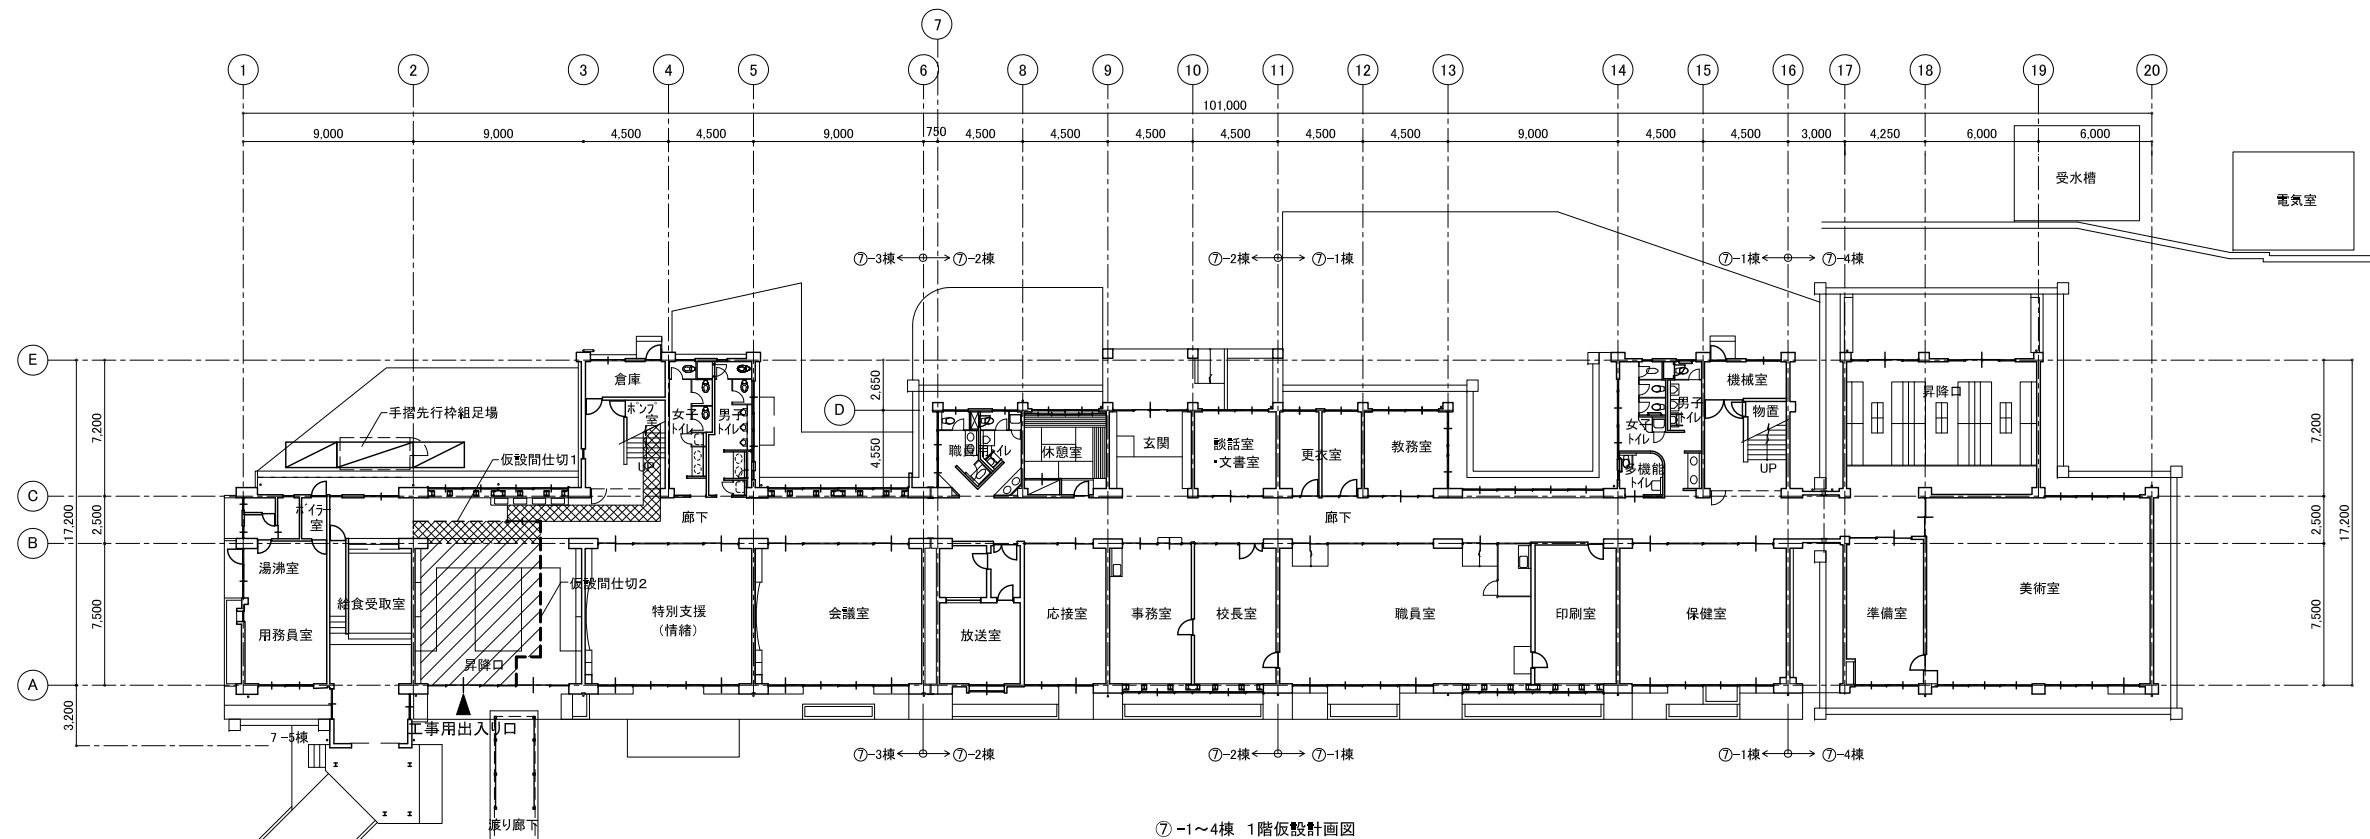 7
1 2 3 4 5 6 8 9 10 11 12 13 14 15 16 17 18 19 20
101,000
9,000 9,000 4,500 4,500 9,000 750 4,500 4,500 4,500 4,500 4,500 4,500 9,000 4,500 4,500 3,000 4,250 6,000 6,000
受水槽
電気室
⑦-3棟 ⑦-2棟 ⑦-2棟 ⑦-1棟 ⑦-1棟 ⑦-4棟
E
D
C
B
A
7,200
2,500
7,500
17,200
3,200
2,650
4,550
7,200
2,500
7,500
17,200
手摺先行枠組足場
仮設間仕切1
仮設間仕切2
倉庫
ポンプ
室
UP
女子
トイレ
男子
トイレ
職員用トイレ
休憩室
玄関
談話室
・文書室
更衣室
教務室
女子
トイレ
男子
トイレ
多機能
トイレ
機械室
物置
UP
昇降口
ボイラー
室
廊下
廊下
湯沸室
用務員室
給食受取室
昇降口
特別支援
(情緒)
会議室
放送室
応接室
事務室
校長室
職員室
印刷室
保健室
準備室
美術室
工事用出入り口
7-5棟
渡り廊下
⑦-3棟 ⑦-2棟 ⑦-2棟 ⑦-1棟 ⑦-1棟 ⑦-4棟
⑦-1～4棟 1階仮設計画図